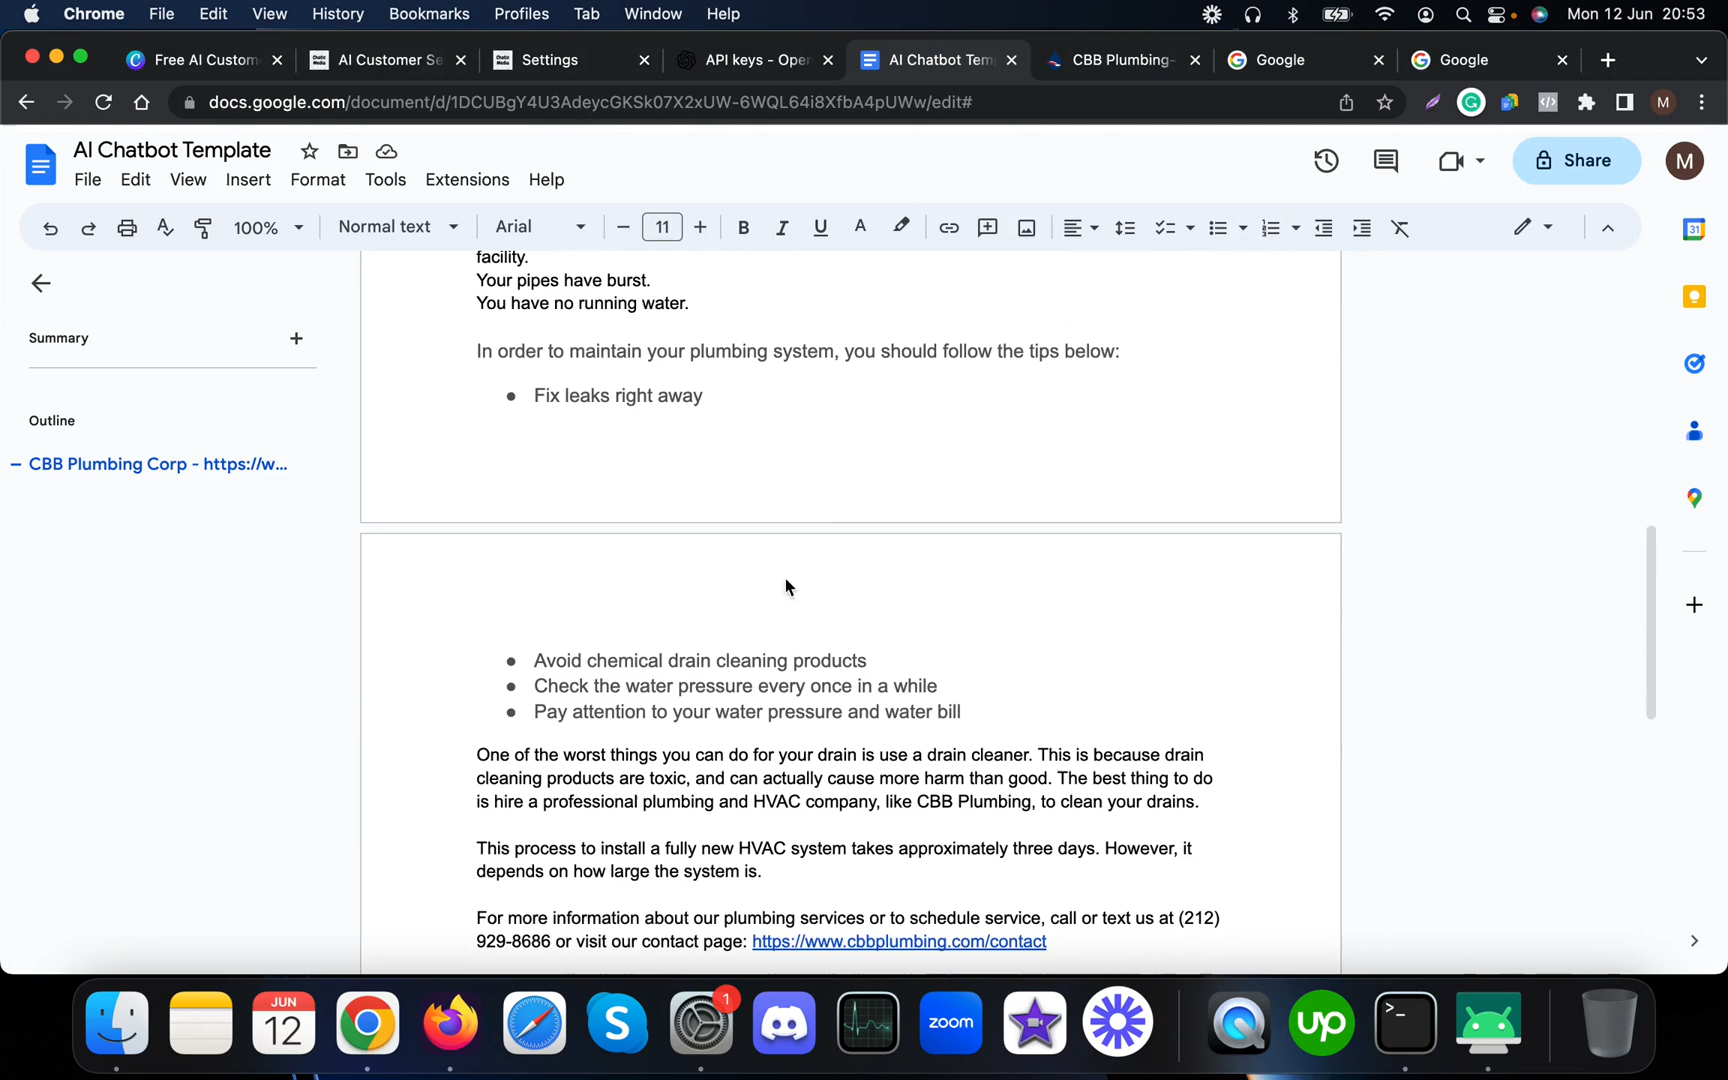 Chrome File Edit View History Bookmarks Profiles Tab Window Help Mon 12 Jun 20:53
Free AI Custom AI Customer Se Settings API keys - Open AI Chatbot Tem CBB Plumbing- Google Google
docs.google.com/document/d/1DCUBgY4U3AdeycGKSk07X2xUW-6WQL64i8XfbA4pUWw/edit#
M
AI Chatbot Template
File Edit View Insert Format Tools Extensions Help
Share
M
100% Normal text Arial 11 B I U A
31
facility.
Your pipes have burst.
You have no running water.
Summary
In order to maintain your plumbing system, you should follow the tips below:
● Fix leaks right away
Outline
CBB Plumbing Corp - https://w...
● Avoid chemical drain cleaning products
● Check the water pressure every once in a while
● Pay attention to your water pressure and water bill
One of the worst things you can do for your drain is use a drain cleaner. This is because drain
cleaning products are toxic, and can actually cause more harm than good. The best thing to do
is hire a professional plumbing and HVAC company, like CBB Plumbing, to clean your drains.
This process to install a fully new HVAC system takes approximately three days. However, it
depends on how large the system is.
For more information about our plumbing services or to schedule service, call or text us at (212)
929-8686 or visit our contact page: https://www.cbbplumbing.com/contact
JUN
12
S
1
zoom
up